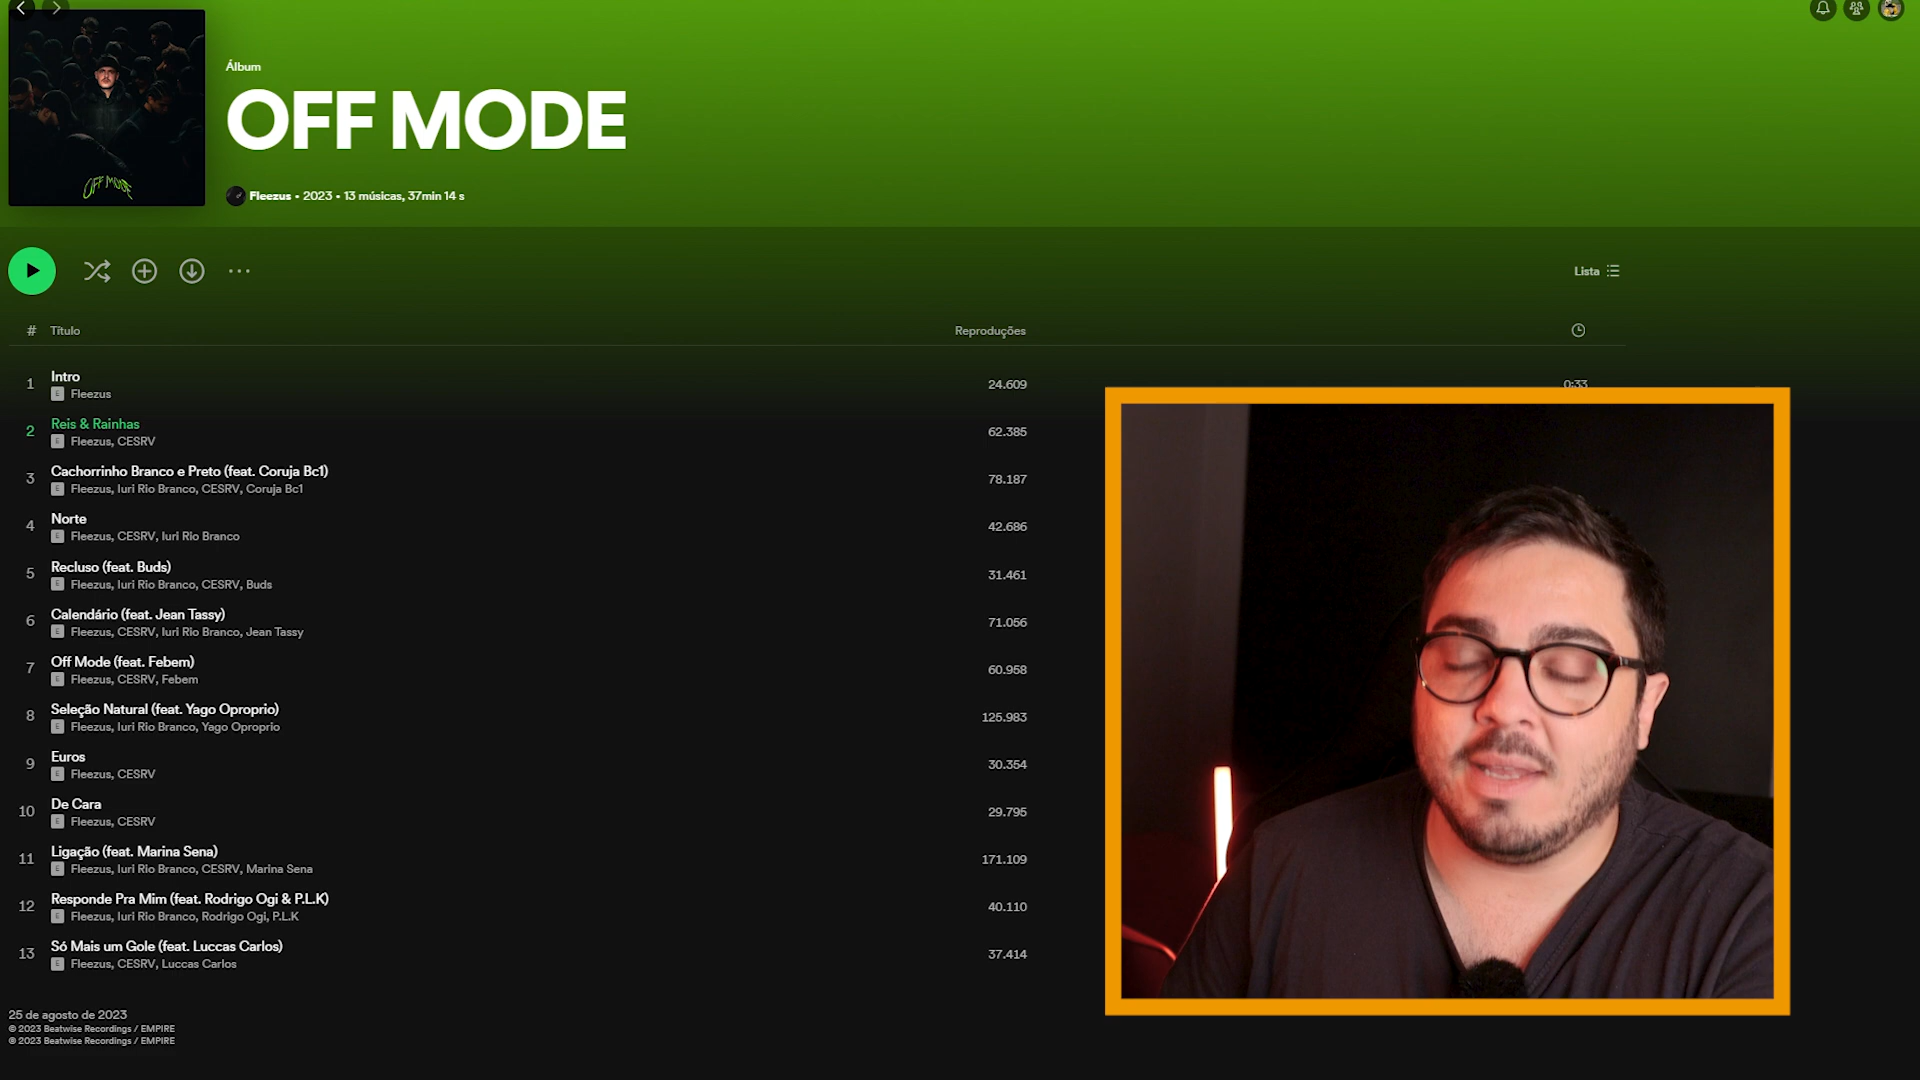 Álbum
OFF MODE
Fleezus • 2023 • 13 músicas, 37min 14 s
OFF MODE
Lista
# Título Reproduções
1 Intro 24.609 0:33
E Fleezus
2 Reis & Rainhas 62.385
E Fleezus, CESRV
3 Cachorrinho Branco e Preto (feat. Coruja Bc1) 78.187
E Fleezus, Iuri Rio Branco, CESRV, Coruja Bc1
4 Norte 42.686
E Fleezus, CESRV, Iuri Rio Branco
5 Recluso (feat. Buds) 31.461
E Fleezus, Iuri Rio Branco, CESRV, Buds
6 Calendário (feat. Jean Tassy) 71.056
E Fleezus, CESRV, Iuri Rio Branco, Jean Tassy
7 Off Mode (feat. Febem) 60.958
E Fleezus, CESRV, Febem
8 Seleção Natural (feat. Yago Oproprio) 125.983
E Fleezus, Iuri Rio Branco, Yago Oproprio
9 Euros 30.354
E Fleezus, CESRV
10 De Cara 29.795
E Fleezus, CESRV
11 Ligação (feat. Marina Sena) 171.109
E Fleezus, Iuri Rio Branco, CESRV, Marina Sena
12 Responde Pra Mim (feat. Rodrigo Ogi & P.L.K) 40.110
E Fleezus, Iuri Rio Branco, Rodrigo Ogi, P.L.K
13 Só Mais um Gole (feat. Luccas Carlos) 37.414
E Fleezus, CESRV, Luccas Carlos
25 de agosto de 2023
© 2023 Beatwise Recordings / EMPIRE
℗ 2023 Beatwise Recordings / EMPIRE